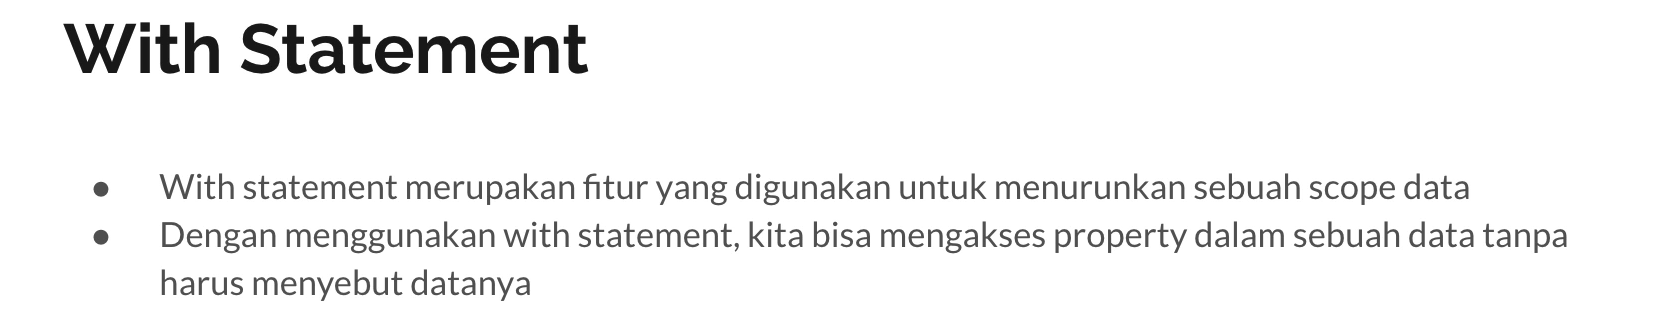 With Statement
● With statement merupakan fitur yang digunakan untuk menurunkan sebuah scope data
● Dengan menggunakan with statement, kita bisa mengakses property dalam sebuah data tanpa
harus menyebut datanya